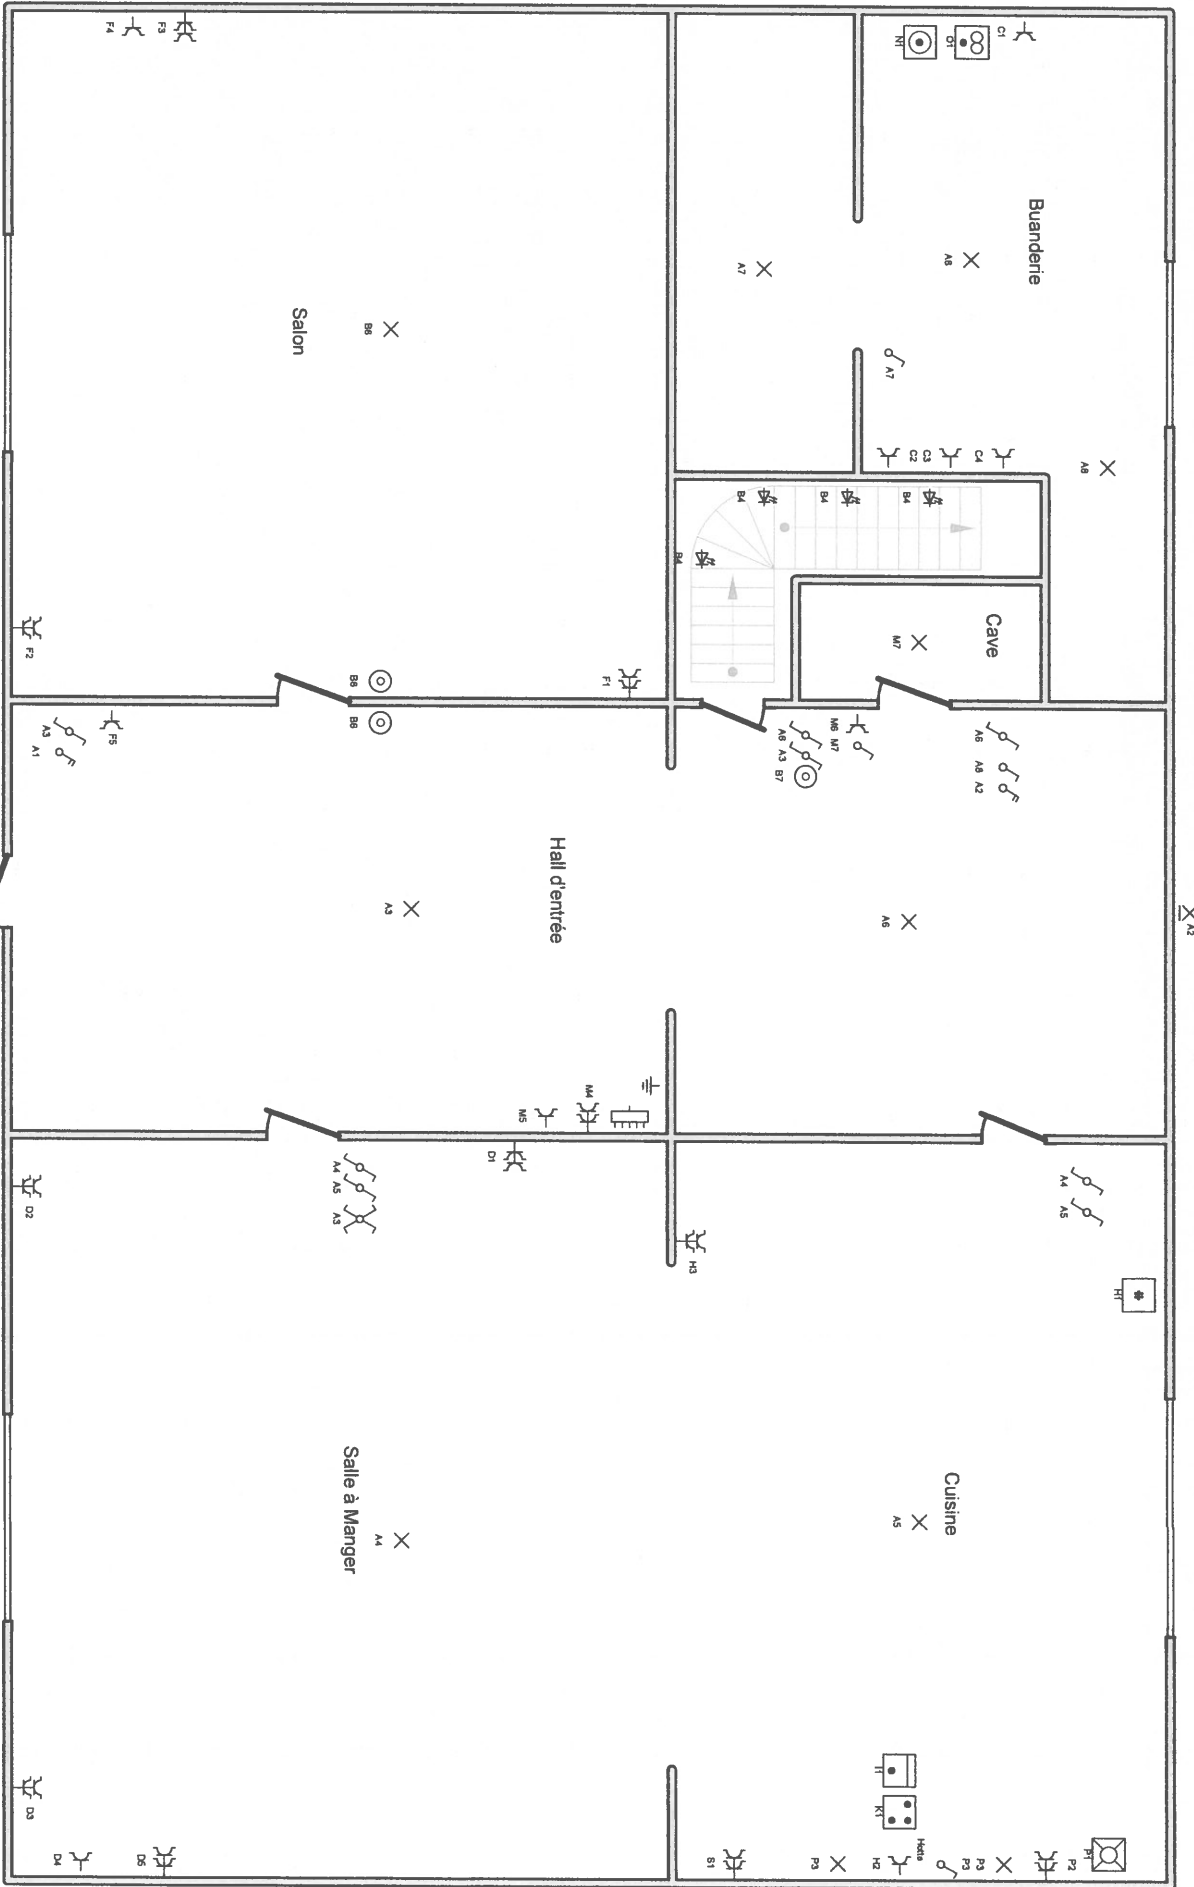 A2
H1
A8
A4 A5
P1
P2
Buanderie
C1
Cave
C4
A6 A8 A2
P3 P3
O1
A8
Cuisine
C3
C2
Hotte
N1
B4
M7
A5
A7
A6
I1 K1 H2
M6 M7
B4
P3
A8 A3 B7
A7
B4
S1
H3
B4
F1
M4
Hall d'entrée
M5
D1
A3
A4
B6
B6 B6
Salle à Manger
A4 A5 A3
Salon
F3
D5
F4
F5
D4
A3
A1
F2
D2
D3